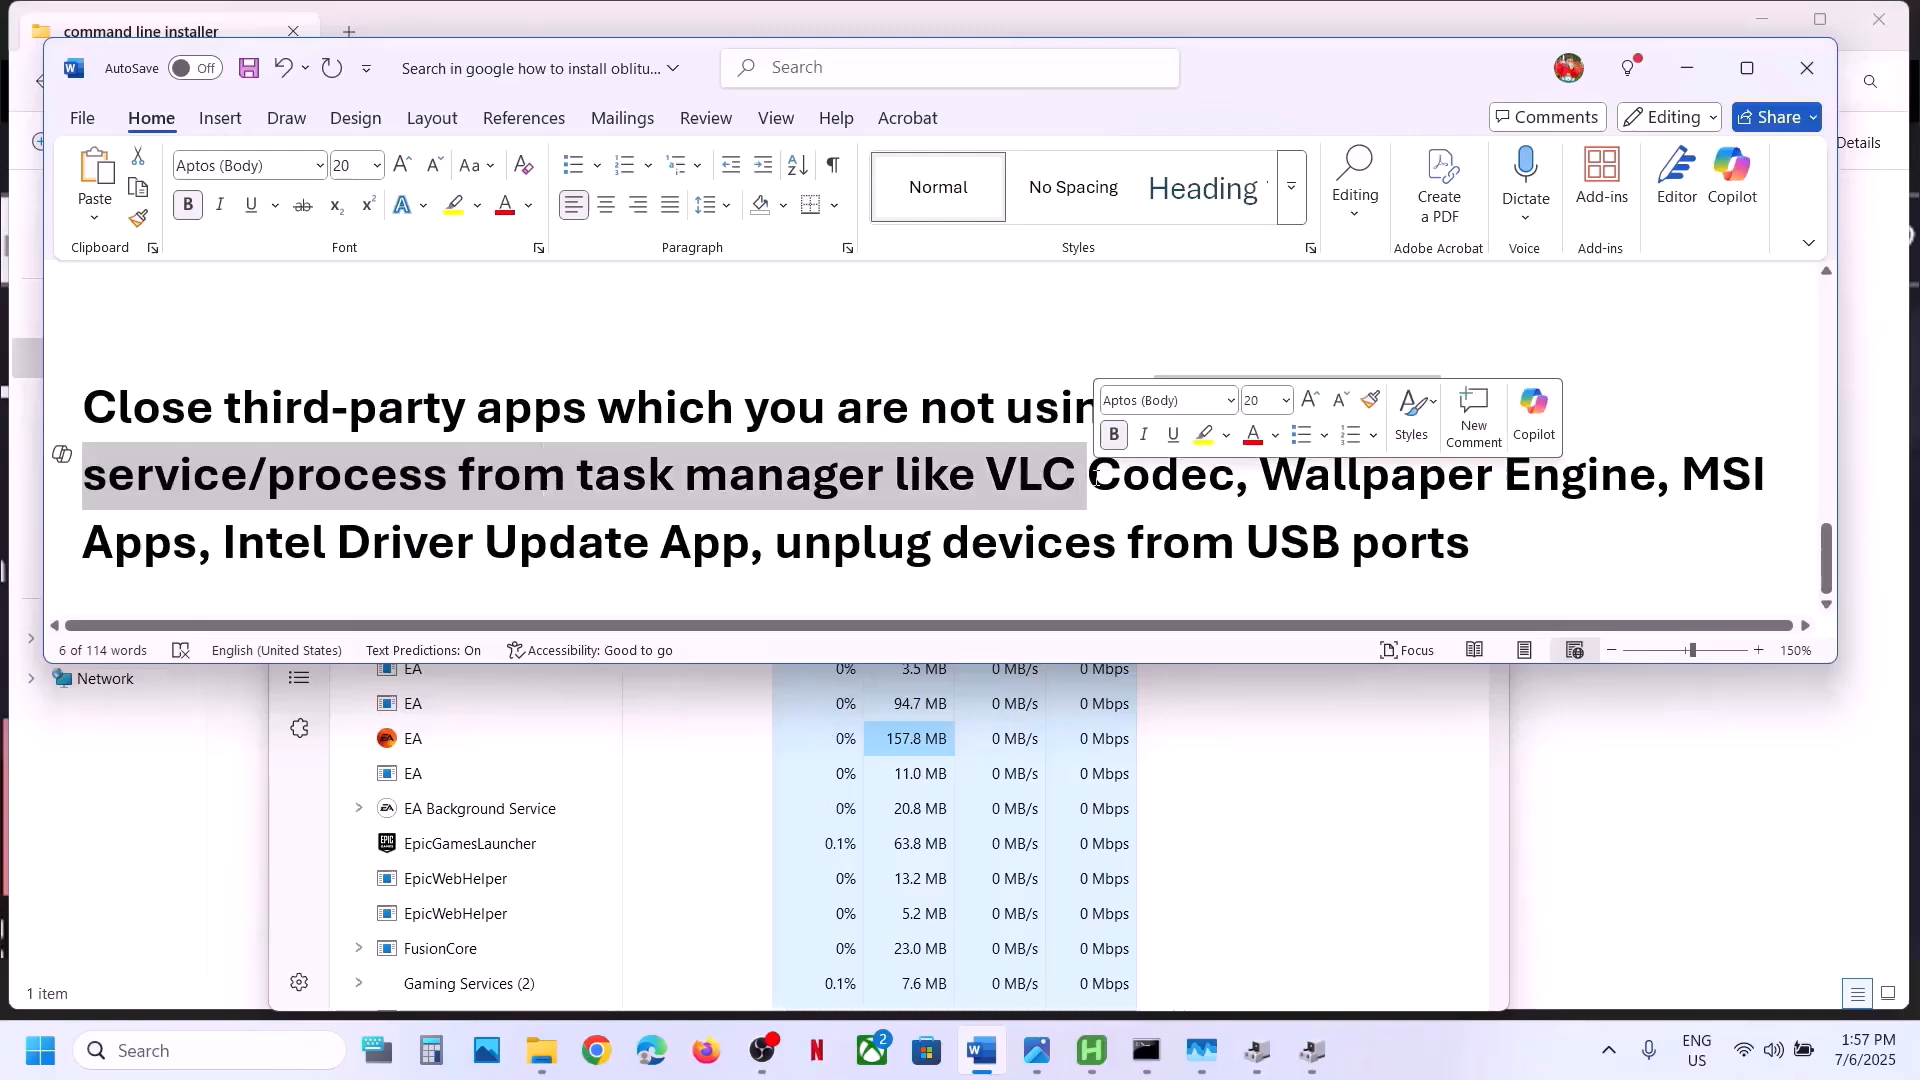 command line installer
AutoSave
Off
Search in google how to install oblitu...
Search
File
Home
Insert
Draw
Design
Layout
References
Mailings
Review
View
Help
Acrobat
Comments
Editing
Share
Details
Paste
Aptos (Body)
20
Normal
No Spacing
Heading
Editing
Create
a PDF
Dictate
Add-ins
Editor
Copilot
Clipboard
Font
Paragraph
Styles
Adobe Acrobat
Voice
Add-ins
Close third-party apps which you are not usin
service/process from task manager like VLC Codec, Wallpaper Engine, MSI
Apps, Intel Driver Update App, unplug devices from USB ports
Aptos (Body)
20
Styles
New
Comment
Copilot
6 of 114 words
English (United States)
Text Predictions: On
Accessibility: Good to go
Focus
150%
Network
EA 0% 3.5 MB 0 MB/s 0 Mbps
EA 0% 94.7 MB 0 MB/s 0 Mbps
EA 0% 157.8 MB 0 MB/s 0 Mbps
EA 0% 11.0 MB 0 MB/s 0 Mbps
EA Background Service 0% 20.8 MB 0 MB/s 0 Mbps
EpicGamesLauncher 0.1% 63.8 MB 0 MB/s 0 Mbps
EpicWebHelper 0% 13.2 MB 0 MB/s 0 Mbps
EpicWebHelper 0% 5.2 MB 0 MB/s 0 Mbps
FusionCore 0% 23.0 MB 0 MB/s 0 Mbps
Gaming Services (2) 0.1% 7.6 MB 0 MB/s 0 Mbps
1 item
Search
2
ENG
US
1:57 PM
7/6/2025